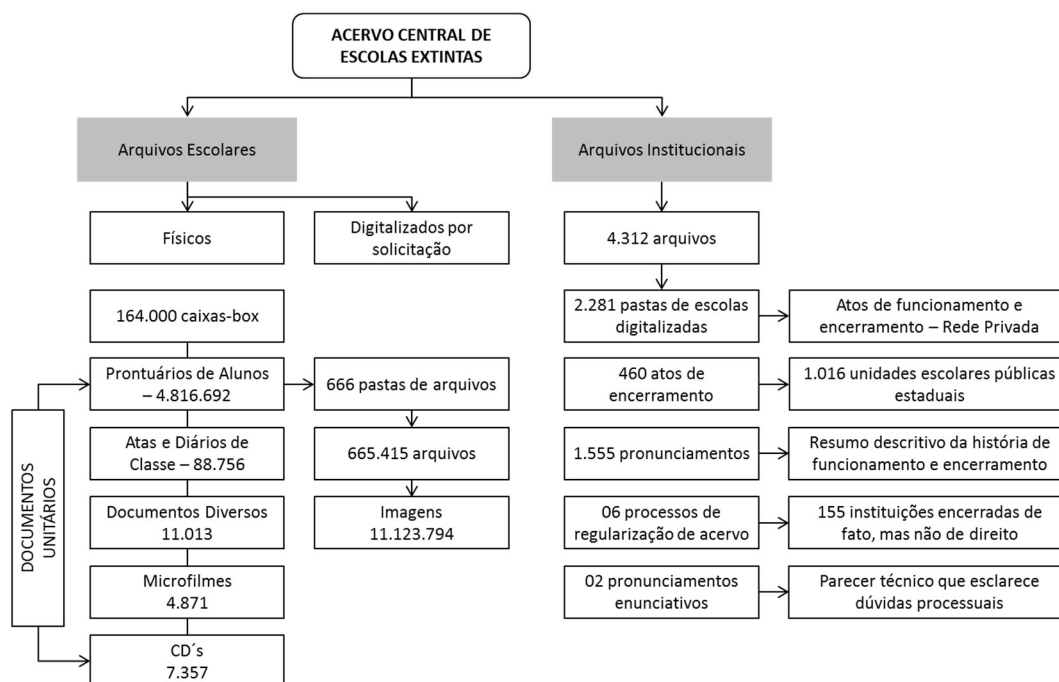 ACERVO CENTRAL DE
ESCOLAS EXTINTAS
Arquivos Escolares
Arquivos Institucionais
Físicos
Digitalizados por
solicitação
4.312 arquivos
164.000 caixas-box
2.281 pastas de escolas
digitalizadas
Atos de funcionamento e
encerramento – Rede Privada
Prontuários de Alunos
– 4.816.692
666 pastas de arquivos
460 atos de
encerramento
1.016 unidades escolares públicas
estaduais
Atas e Diários de
Classe – 88.756
665.415 arquivos
1.555 pronunciamentos
Resumo descritivo da história de
funcionamento e encerramento
DOCUMENTOS
UNITÁRIOS
Documentos Diversos
11.013
Imagens
11.123.794
06 processos de
regularização de acervo
155 instituições encerradas de
fato, mas não de direito
Microfilmes
4.871
02 pronunciamentos
enunciativos
Parecer técnico que esclarece
dúvidas processuais
CD´s
7.357